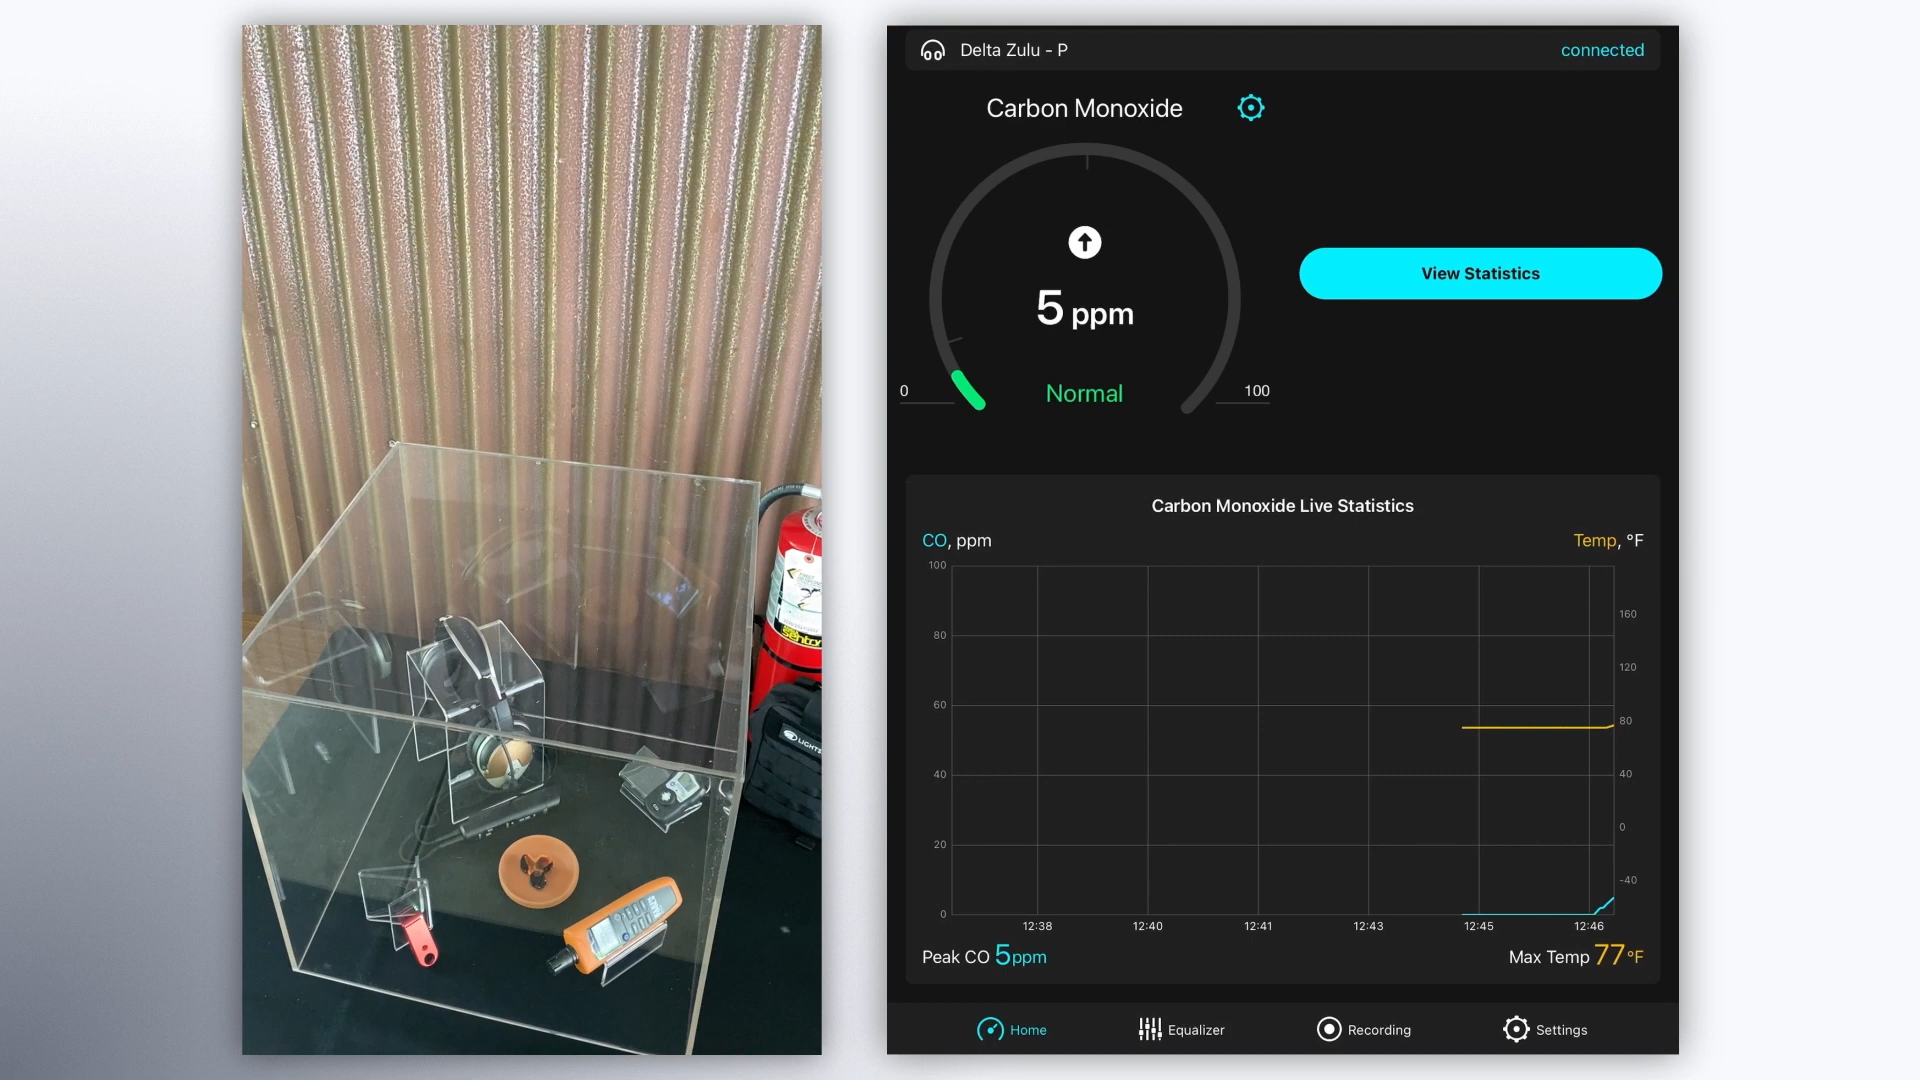 Sentry
LIGHTS
Delta Zulu - P
connected
Carbon Monoxide
5 ppm
View Statistics
0
Normal
100
Carbon Monoxide Live Statistics
CO, ppm
Temp, °F
100
80
60
40
20
0
160
120
80
40
0
-40
12:38
12:40
12:41
12:43
12:45
12:46
Peak CO 5ppm
Max Temp 77°F
Home
Equalizer
Recording
Settings